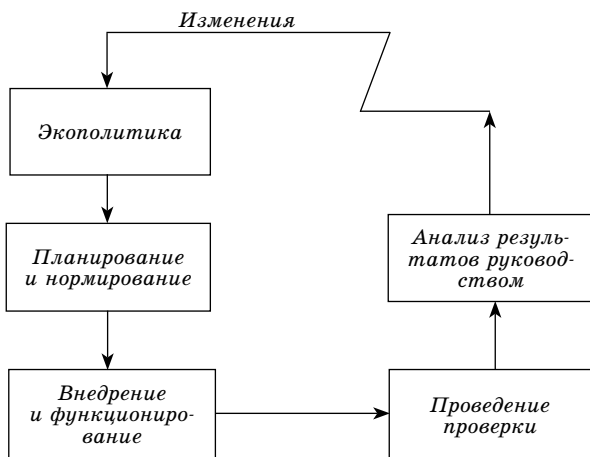 Изменения
Экополитика
Планирование
и нормирование
Внедрение
и функциониро-
вание
Проведение
проверки
Анализ резуль-
татов руковод-
ством